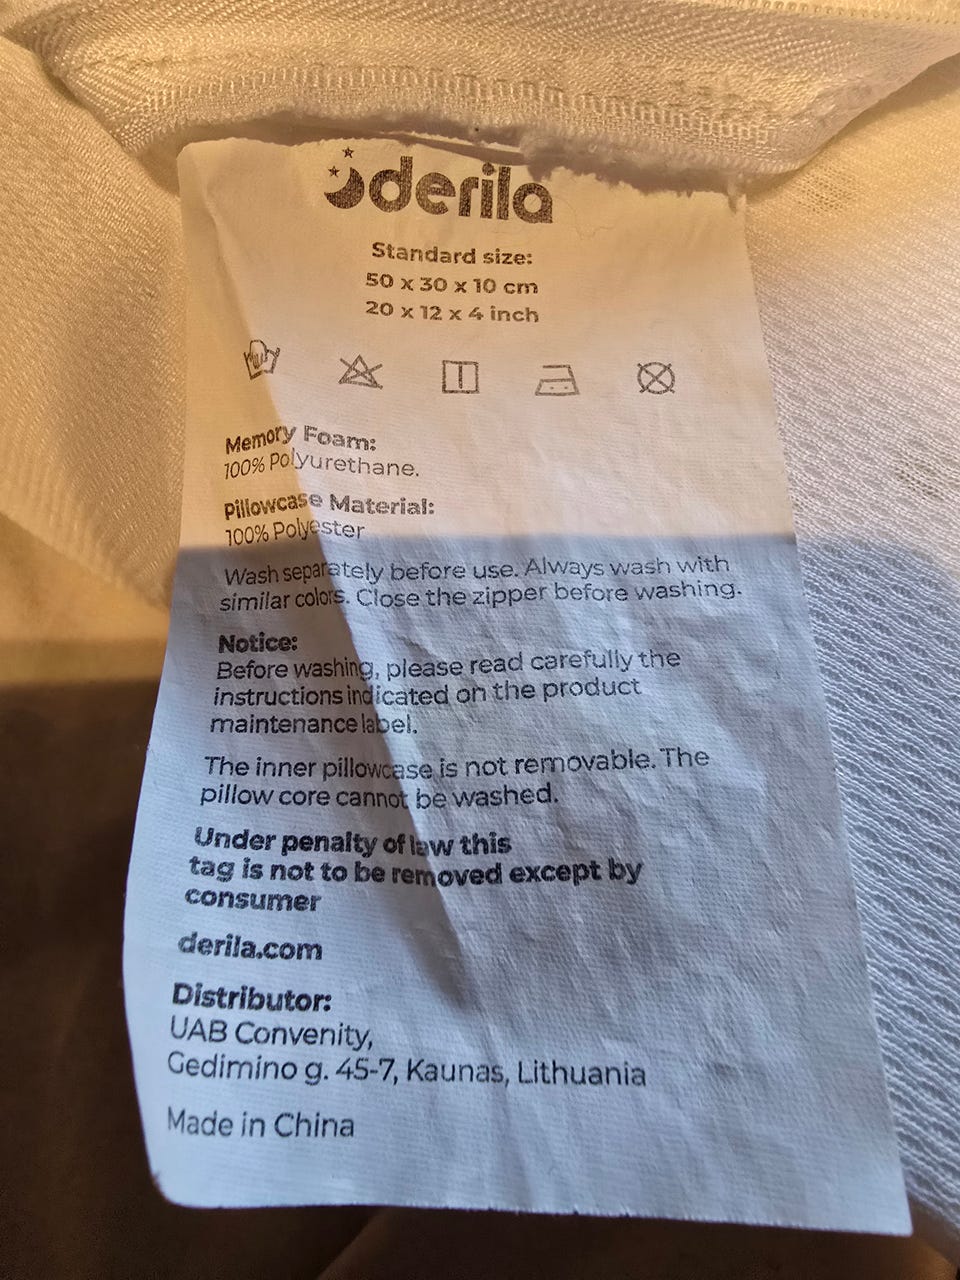 derila
Standard size:
50 x 30 x 10 cm
20 x 12 x 4 inch
Memory Foam:
100% Polyurethane.
Pillowcase Material:
100% Polyester
Wash separately before use. Always wash with
similar colors. Close the zipper before washing.
Notice:
Before washing, please read carefully the
instructions indicated on the product
maintenance label.
The inner pillowcase is not removable. The
pillow core cannot be washed.
Under penalty of law this
tag is not to be removed except by
consumer
derila.com
Distributor:
UAB Convenity,
Gedimino g. 45-7, Kaunas, Lithuania
Made in China